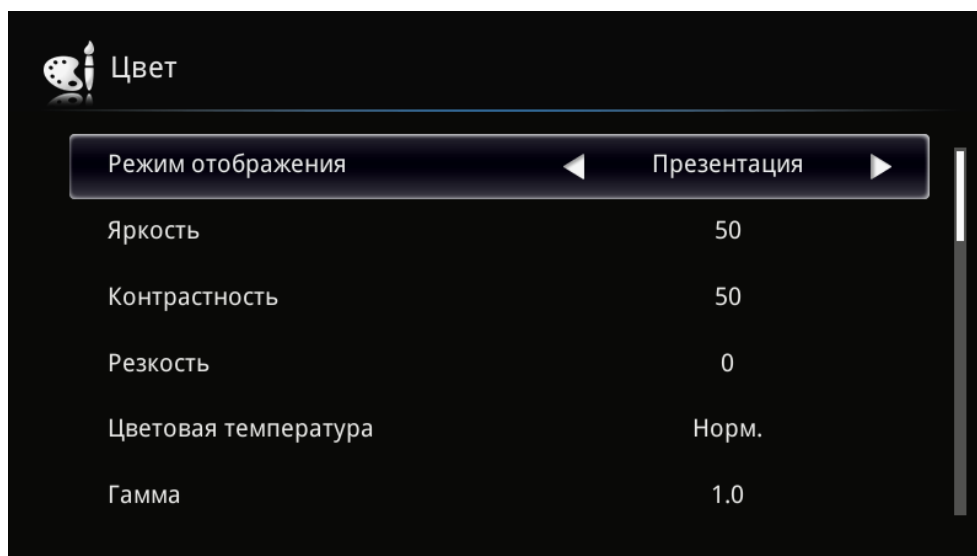 Цвет
Режим отображения Презентация
Яркость 50
Контрастность 50
Резкость 0
Цветовая температура Норм.
Гамма 1.0